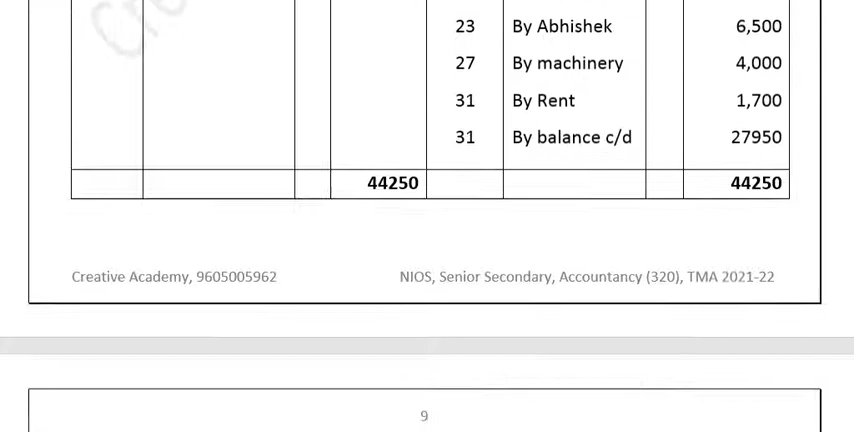 23 By Abhishek 6,500
27 By machinery 4,000
31 By Rent 1,700
31 By balance c/d 27950
44250 44250
Creative Academy, 9605005962 NIOS, Senior Secondary, Accountancy (320), TMA 2021-22
9